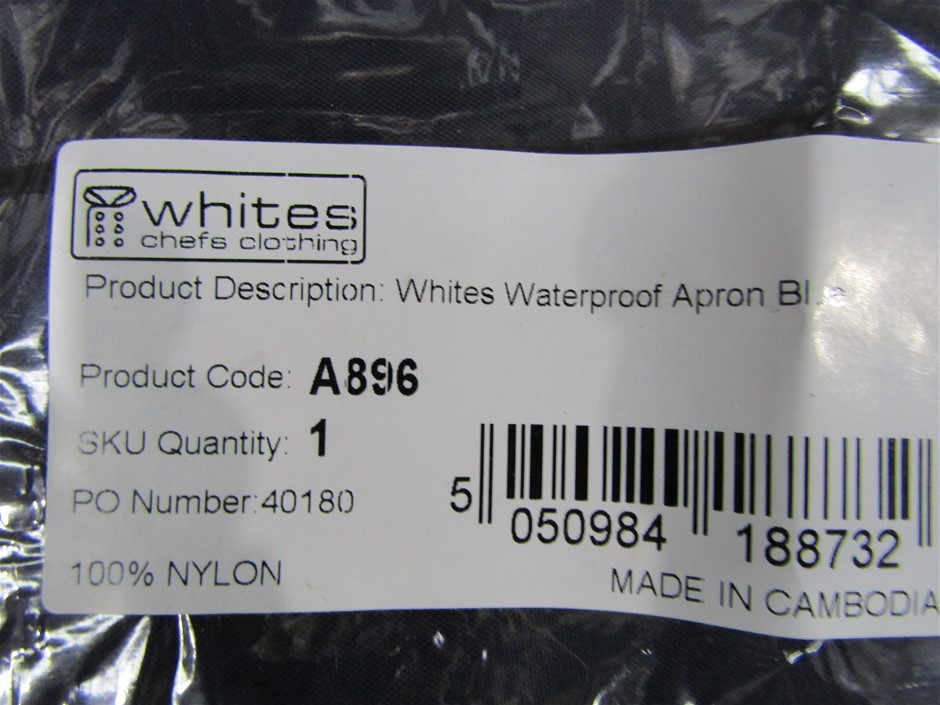 whites
chefs clothing
Product Description: Whites Waterproof Apron Blue
Product Code: A896
SKU Quantity: 1
PO Number:40180
100% NYLON
5 050984 188732
MADE IN CAMBODIA